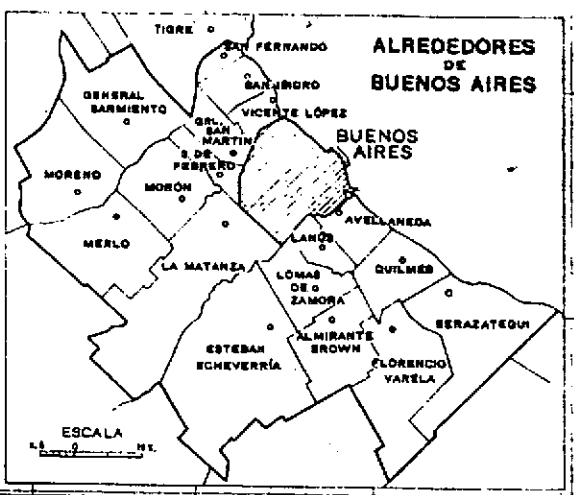 ALREDEDORES
DE
BUENOS AIRES
TIGRE
SAN FERNANDO
SAN ISIDRO
VICENTE LÓPEZ
GENERAL
SARMIENTO
GRL.
SAN
MARTIN
3 DE
FEBRERO
BUENOS
AIRES
MORENO
MORÓN
MERLO
LA MATANZA
AVELLANEDA
LANÚS
QUILMES
LOMAS
DE
ZAMORA
BERAZATEGUI
ALMIRANTE
BROWN
ESTEBAN
ECHEVERRÍA
FLORENCIO
VARELA
ESCALA
0